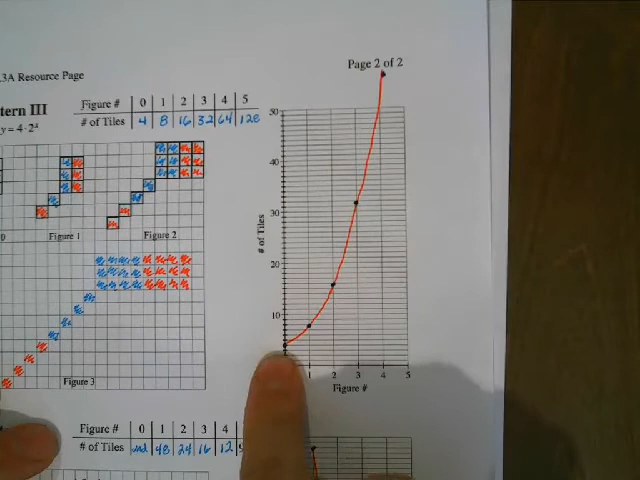 .3A Resource Page
Page 2 of 2
tern III
y = 4·2ˣ
Figure # 0 1 2 3 4 5
# of Tiles 4 8 16 32 64 128
50
40
30
20
10
# of Tiles
1 2 3 4 5
Figure #
0 Figure 1 Figure 2
Figure 3
Figure # 0 1 2 3 4
# of Tiles und 48 24 16 12